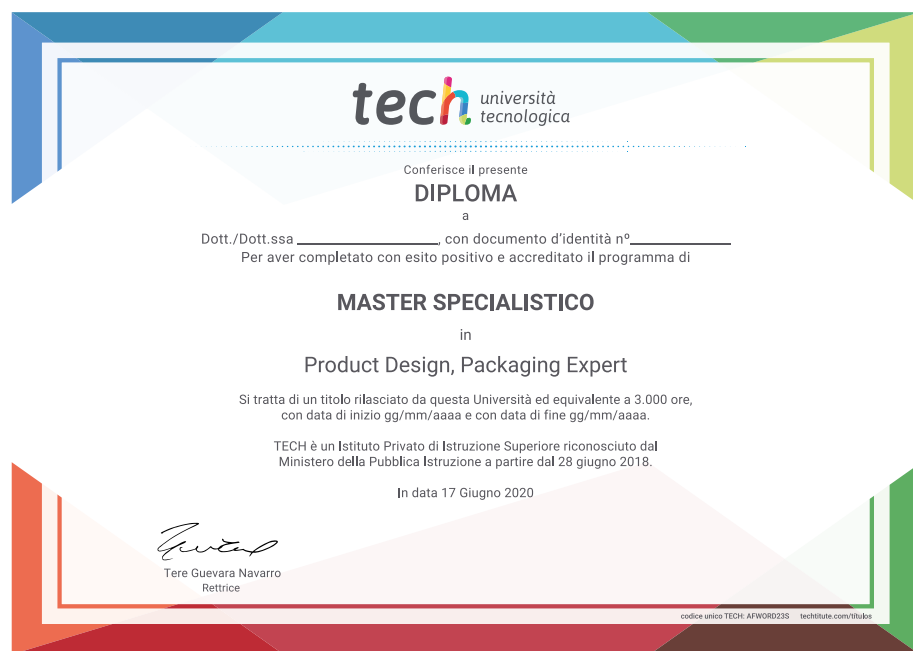 tech università
tecnologica
Conferisce il presente
DIPLOMA
a
Dott./Dott.ssa _________________, con documento d'identità nº____________
Per aver completato con esito positivo e accreditato il programma di
MASTER SPECIALISTICO
in
Product Design, Packaging Expert
Si tratta di un titolo rilasciato da questa Università ed equivalente a 3.000 ore,
con data di inizio gg/mm/aaaa e con data di fine gg/mm/aaaa.
TECH è un Istituto Privato di Istruzione Superiore riconosciuto dal
Ministero della Pubblica Istruzione a partire dal 28 giugno 2018.
In data 17 Giugno 2020
Tere Guevara Navarro
Rettrice
codice unico TECH: AFWORD23S techtitute.com/títulos